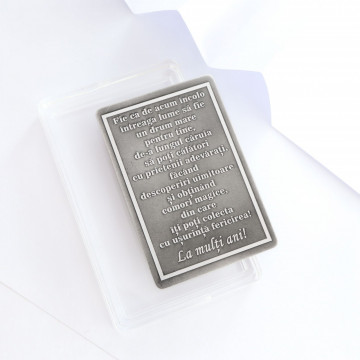 Fie ca de acum încolo
întreaga lume să fie
un drum mare
pentru tine,
de-a lungul căruia
să poți călători
cu prietenii adevărați,
făcând
descoperiri uimitoare
și obținând
comori magice,
din care
îți poți colecta
cu ușurință fericirea!
La mulți ani!